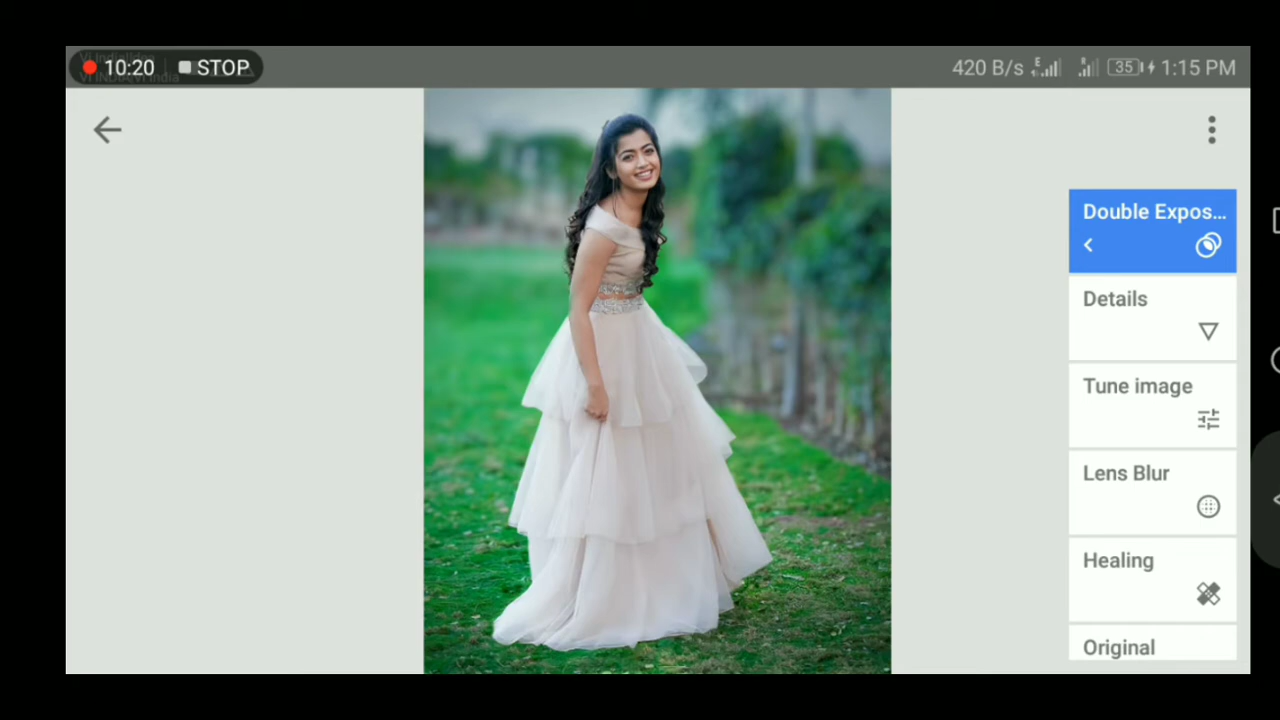 10:20 STOP
420 B/s E 35 1:15 PM
Double Expos...
Details
Tune image
Lens Blur
Healing
Original